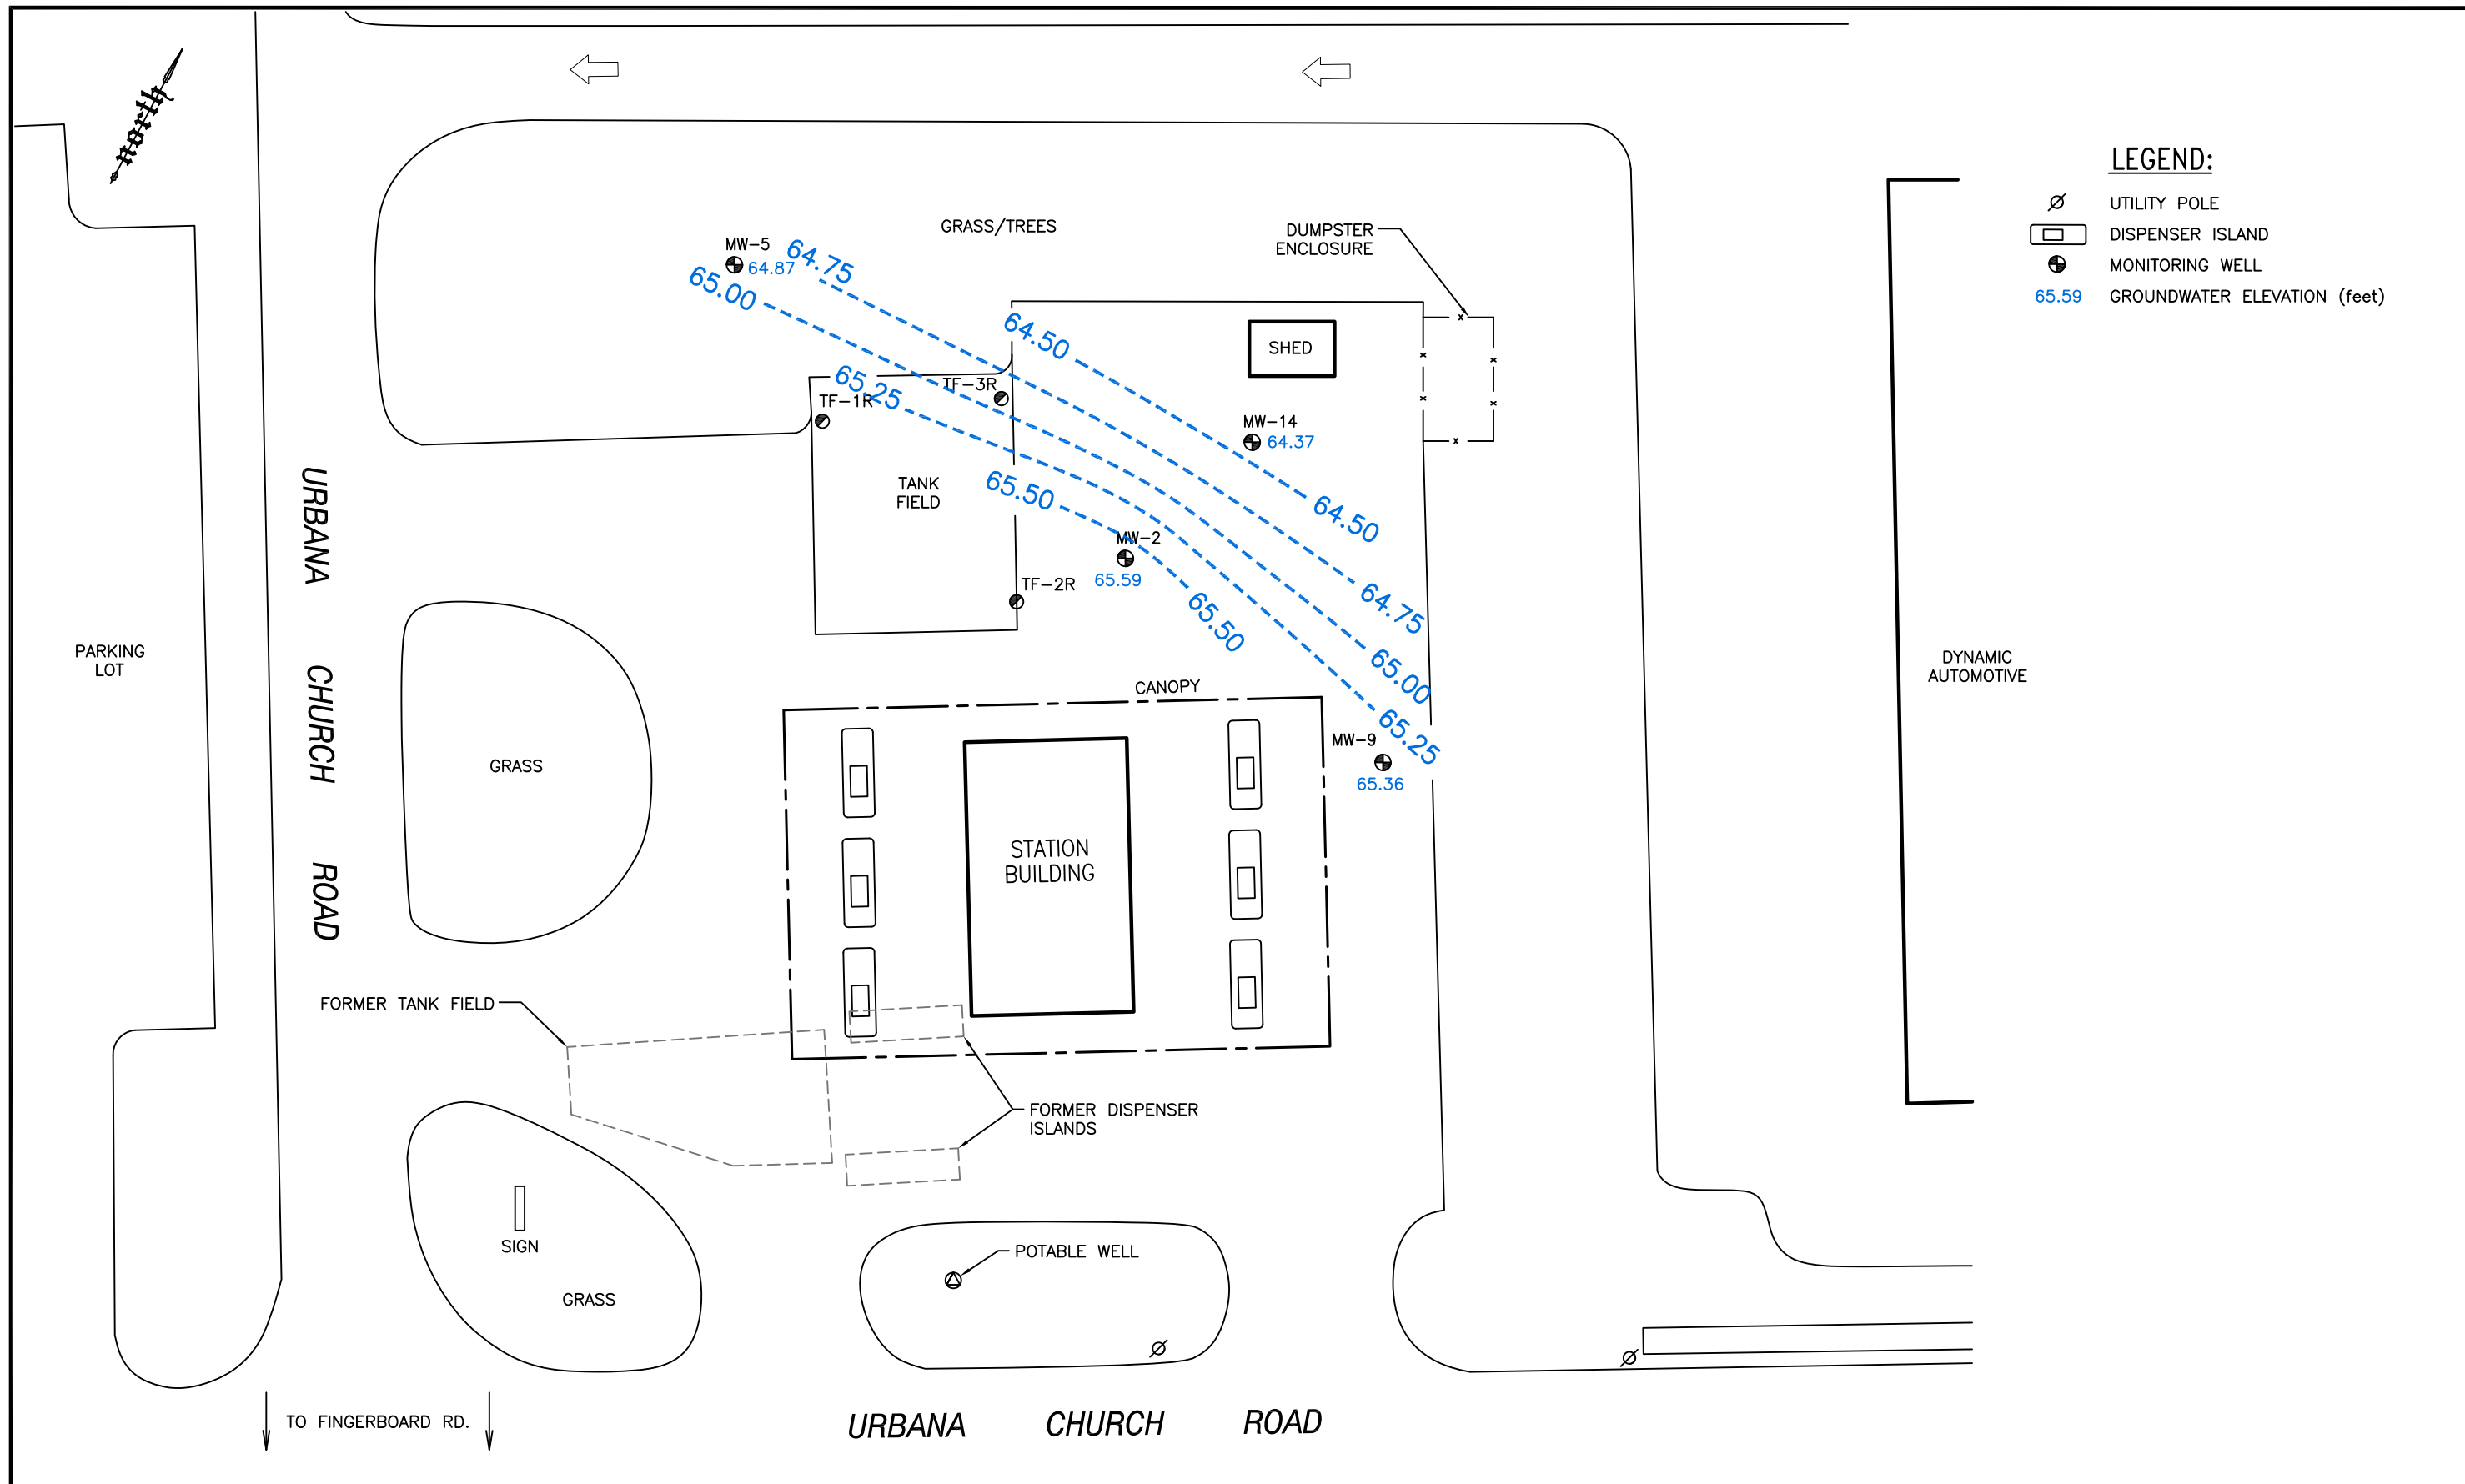 north
LEGEND:
UTILITY POLE
DISPENSER ISLAND
MONITORING WELL
65.59 GROUNDWATER ELEVATION (feet)
GRASS/TREES
DUMPSTER
ENCLOSURE
MW-5
64.87
64.75
65.00
64.50
SHED
65.25
TF-3R
TF-1R
MW-14
64.37
TANK
FIELD
65.50
64.50
MW-2
65.59
TF-2R
65.50
64.75
65.00
65.25
MW-9
65.36
URBANA CHURCH ROAD
PARKING
LOT
GRASS
CANOPY
STATION
BUILDING
DYNAMIC
AUTOMOTIVE
FORMER TANK FIELD
FORMER DISPENSER
ISLANDS
SIGN
GRASS
POTABLE WELL
TO FINGERBOARD RD.
URBANA CHURCH ROAD